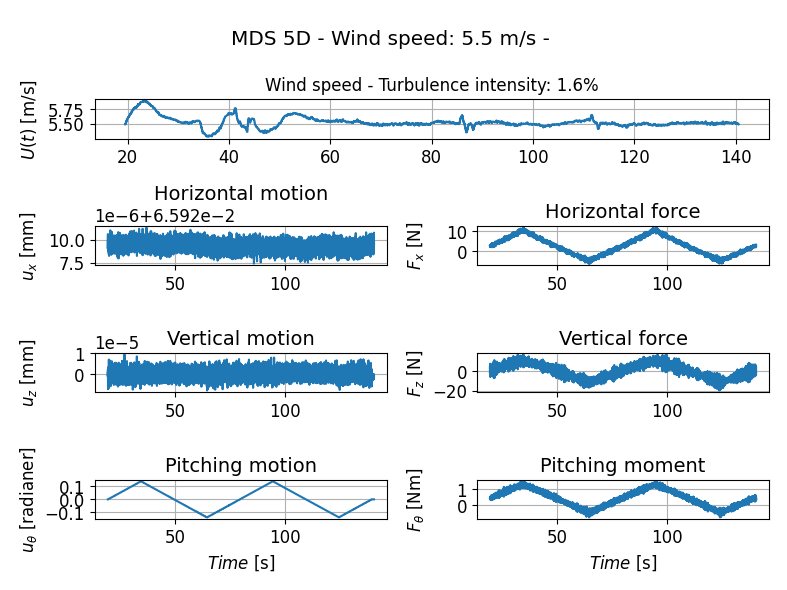 MDS 5D - Wind speed: 5.5 m/s -
Wind speed - Turbulence intensity: 1.6%
U(t) [m/s]
5.75
5.50
20 40 60 80 100 120 140
Horizontal motion
1e−6+6.592e−2
u_x [mm]
10.0
7.5
50 100
Horizontal force
F_x [N]
10
0
50 100
Vertical motion
1e−5
u_z [mm]
1
0
50 100
Vertical force
F_z [N]
0
−20
50 100
Pitching motion
u_θ [radianer]
0.1
0.0
−0.1
50 100
Time [s]
Pitching moment
F_θ [Nm]
1
0
50 100
Time [s]